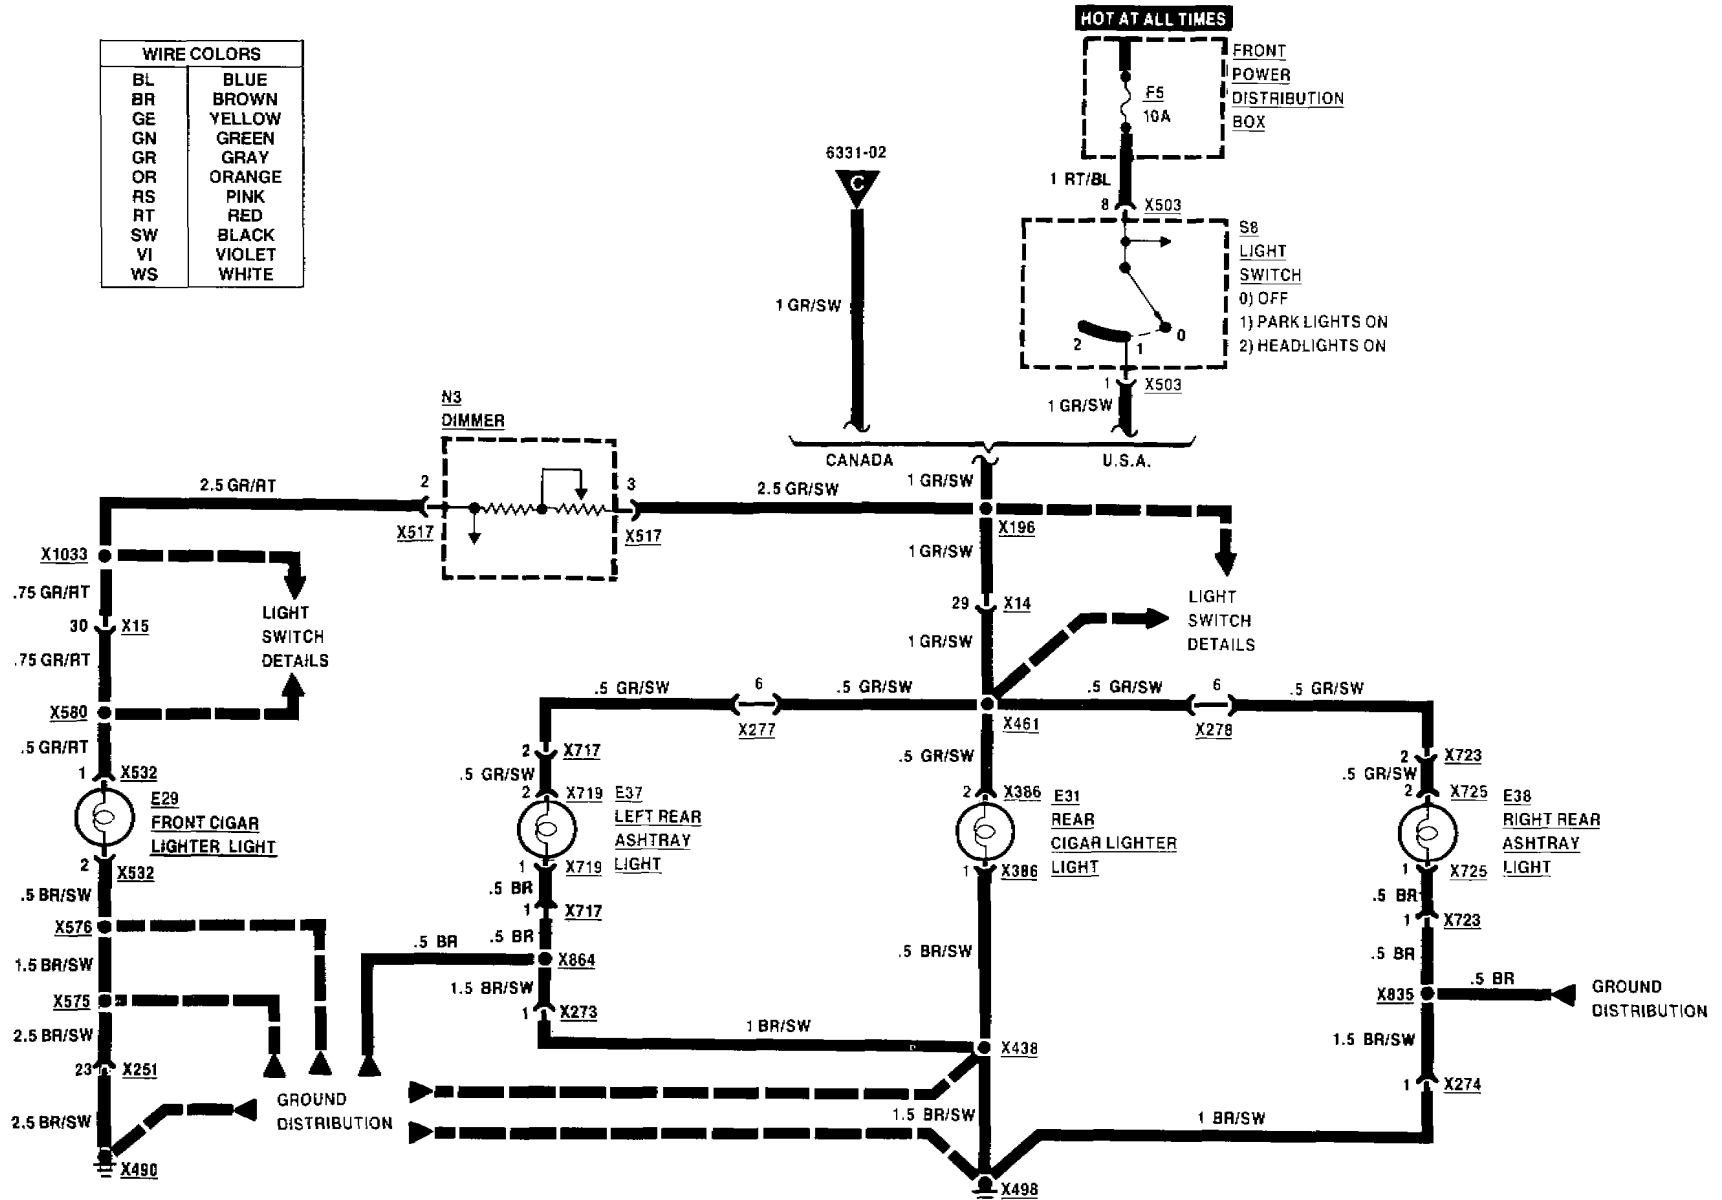 HOT AT ALL TIMES
WIRE COLORS
BL BLUE
BR BROWN
GE YELLOW
GN GREEN
GR GRAY
OR ORANGE
RS PINK
RT RED
SW BLACK
VI VIOLET
WS WHITE
FRONT
POWER
DISTRIBUTION
BOX
F5
10A
6331-02
C
1 RT/BL
8 X503
S8
LIGHT
SWITCH
0) OFF
1) PARK LIGHTS ON
2) HEADLIGHTS ON
2 1 0
1 GR/SW
1 X503
1 GR/SW
CANADA
U.S.A.
N3
DIMMER
2.5 GR/RT
2
3
X517
X517
2.5 GR/SW
1 GR/SW
X196
1 GR/SW
29 X14
1 GR/SW
LIGHT
SWITCH
DETAILS
X1033
.75 GR/RT
30 X15
.75 GR/RT
LIGHT
SWITCH
DETAILS
X580
.5 GR/RT
1 X532
E29
FRONT CIGAR
LIGHTER LIGHT
2 X532
.5 BR/SW
X576
1.5 BR/SW
X575
2.5 BR/SW
23 X251
2.5 BR/SW
X490
GROUND
DISTRIBUTION
.5 GR/SW
6
X277
.5 GR/SW
X461
.5 GR/SW
6
X278
.5 GR/SW
2 X717
.5 GR/SW
2 X719
E37
LEFT REAR
ASHTRAY
LIGHT
1 X719
.5 BR
1 X717
.5 BR
.5 BR
X864
1.5 BR/SW
1 X273
1 BR/SW
.5 GR/SW
2 X386
E31
REAR
CIGAR LIGHTER
LIGHT
1 X386
.5 BR/SW
X438
1.5 BR/SW
X498
2 X723
.5 GR/SW
2 X725
E38
RIGHT REAR
ASHTRAY
LIGHT
1 X725
.5 BR
1 X723
.5 BR
X835
.5 BR
GROUND
DISTRIBUTION
1.5 BR/SW
1 X274
1 BR/SW